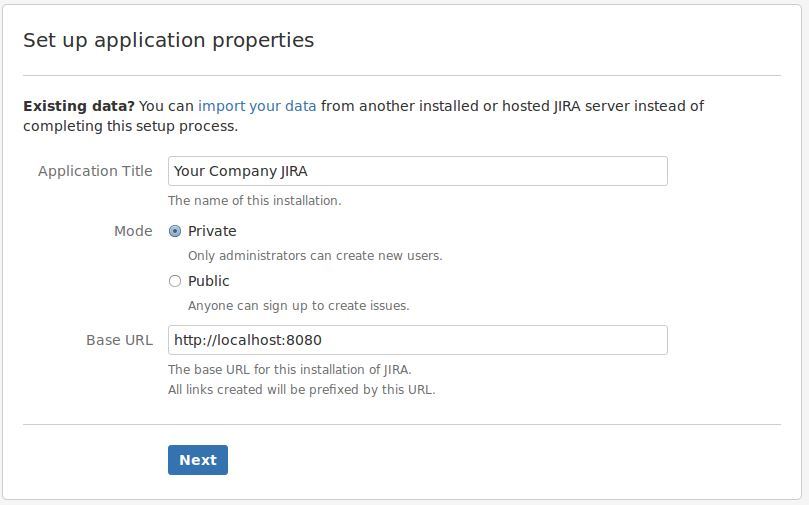 Set up application properties
Existing data? You can import your data from another installed or hosted JIRA server instead of
completing this setup process.
Application Title Your Company JIRA
The name of this installation.
Mode Private
Only administrators can create new users.
Public
Anyone can sign up to create issues.
Base URL http://localhost:8080
The base URL for this installation of JIRA.
All links created will be prefixed by this URL.
Next